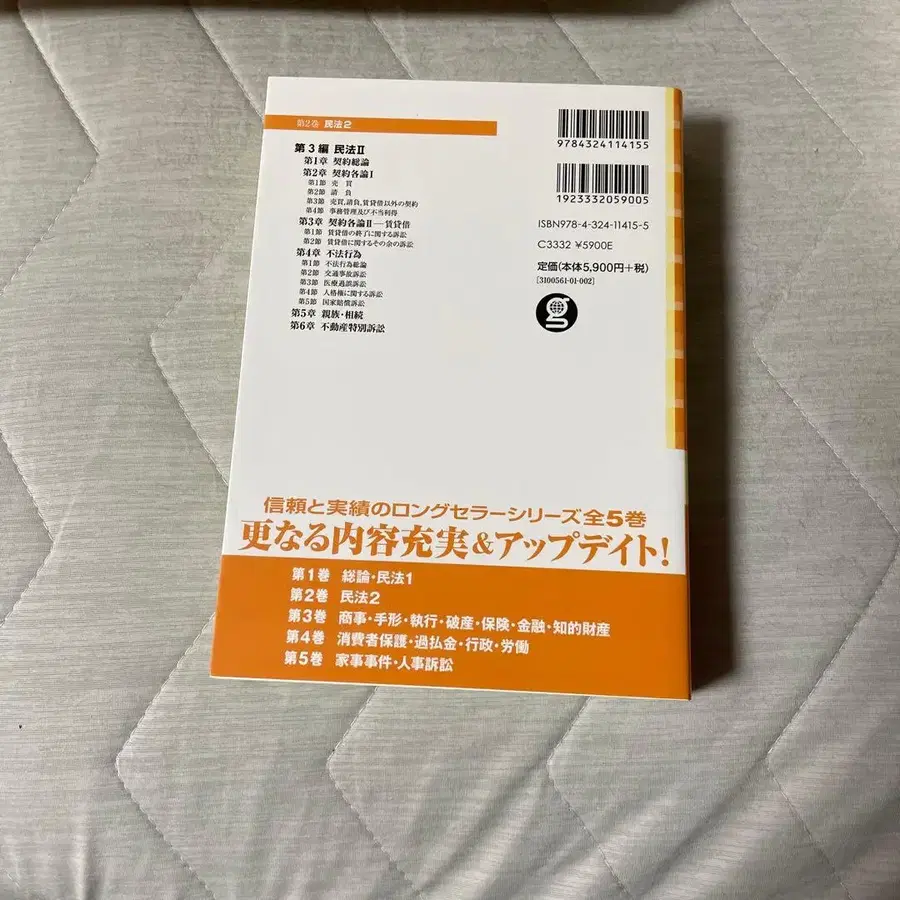 第2巻 民法2
第3編 民法Ⅱ
第1章 契約総論
第2章 契約各論Ⅰ
第1節 売 買
第2節 請 負
第3節 売買,請負,賃貸借以外の契約
第4節 事務管理及び不当利得
第3章 契約各論Ⅱ―賃貸借
第1節 賃貸借の終了に関する訴訟
第2節 賃貸借に関するその余の訴訟
第4章 不法行為
第1節 不法行為総論
第2節 交通事故訴訟
第3節 医療過誤訴訟
第4節 人格権に関する訴訟
第5節 国家賠償訴訟
第5章 親族・相続
第6章 不動産特別訴訟
9784324114155
1923332059005
ISBN978-4-324-11415-5
C3332 ¥5900E
定価(本体5,900円+税)
[3100561-01-002]
g
信頼と実績のロングセラーシリーズ全5巻
更なる内容充実&アップデイト!
第1巻 総論・民法1
第2巻 民法2
第3巻 商事・手形・執行・破産・保険・金融・知的財産
第4巻 消費者保護・過払金・行政・労働
第5巻 家事事件・人事訴訟